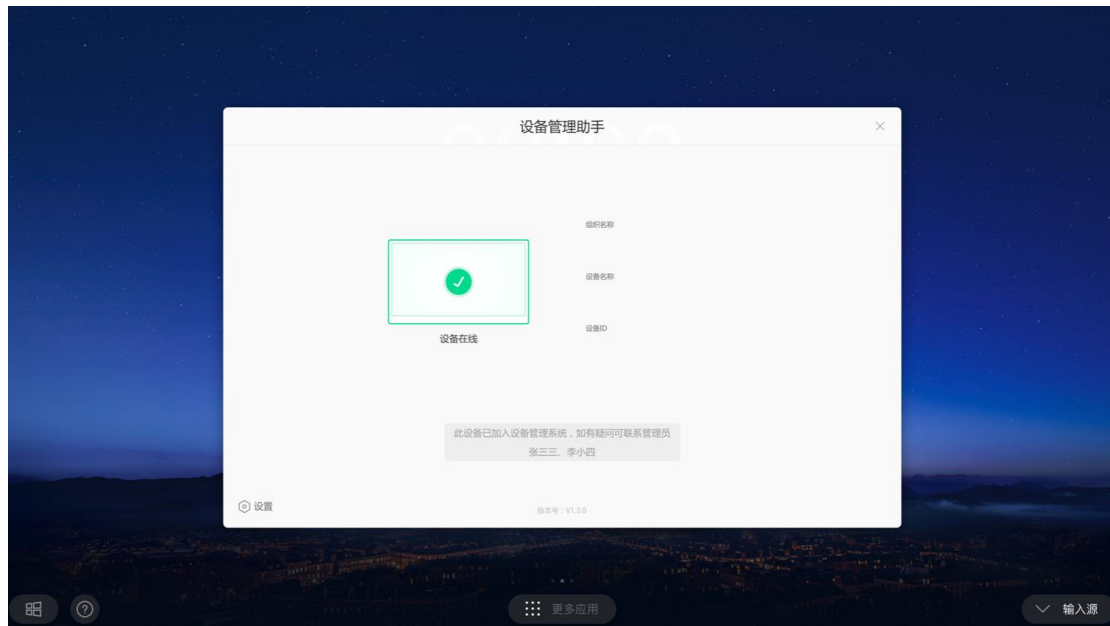 设备管理助手
组织名称
设备名称
设备在线
设备ID
此设备已加入设备管理系统，如有疑问可联系管理员
张三三、李小四
设置
版本号：V1.3.0
更多应用
输入源